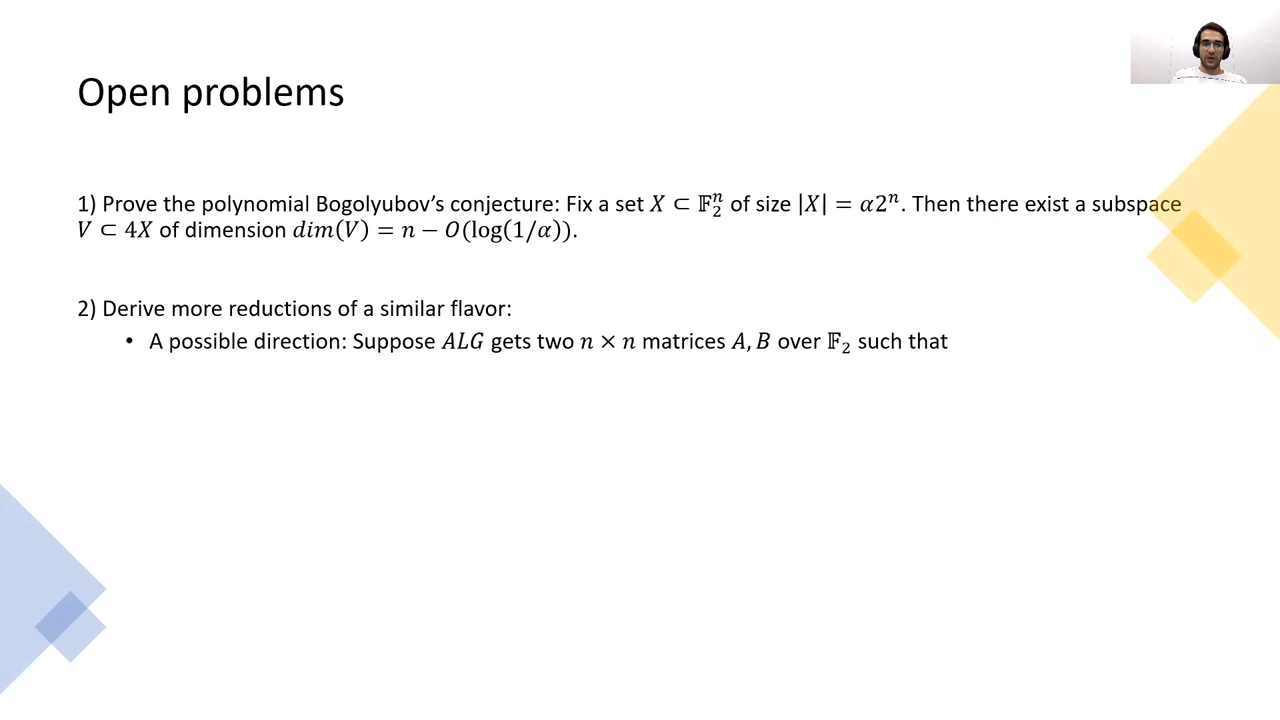 Open problems
1) Prove the polynomial Bogolyubov’s conjecture: Fix a set 𝑋 ⊂ 𝔽₂ⁿ of size |𝑋| = 𝛼2ⁿ. Then there exist a subspace
𝑉 ⊂ 4𝑋 of dimension 𝑑𝑖𝑚(𝑉) = 𝑛 − 𝑂(log(1/𝛼)).
2) Derive more reductions of a similar flavor:
• A possible direction: Suppose 𝐴𝐿𝐺 gets two 𝑛 × 𝑛 matrices 𝐴, 𝐵 over 𝔽₂ such that